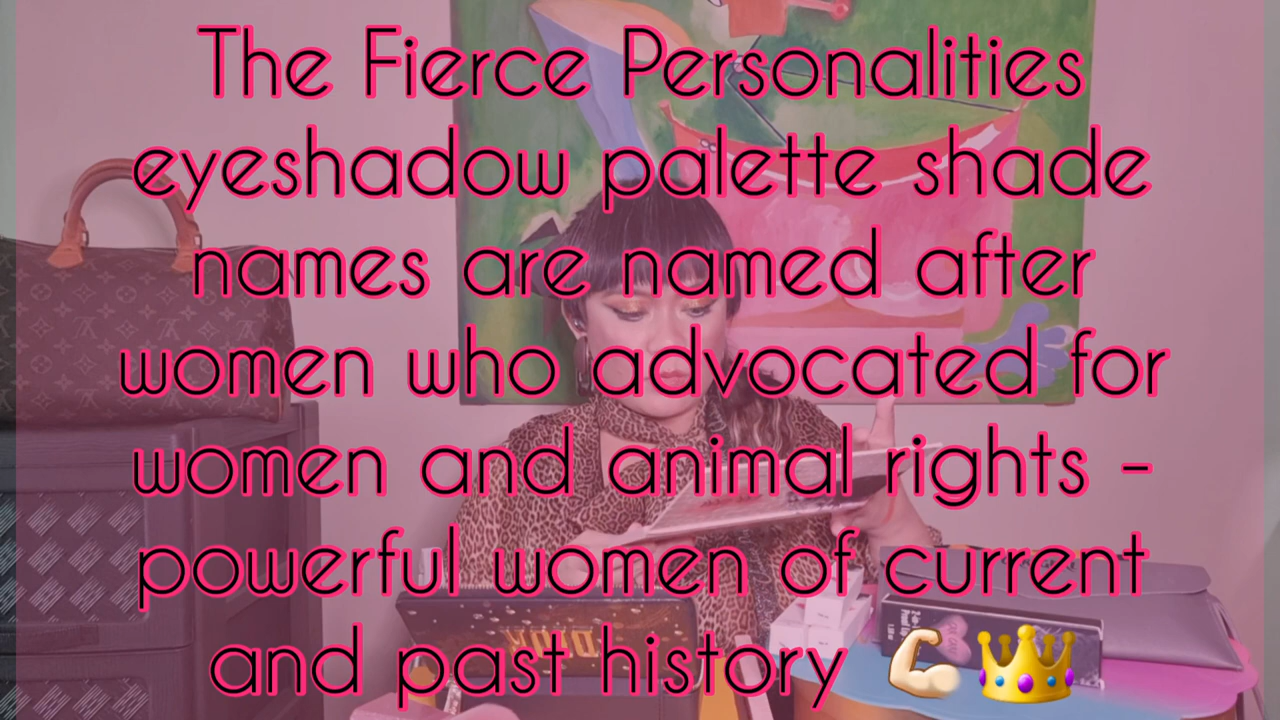 The Fierce Personalities
eyeshadow palette shade
names are named after
women who advocated for
women and animal rights -
powerful women of current
and past history 💪👑